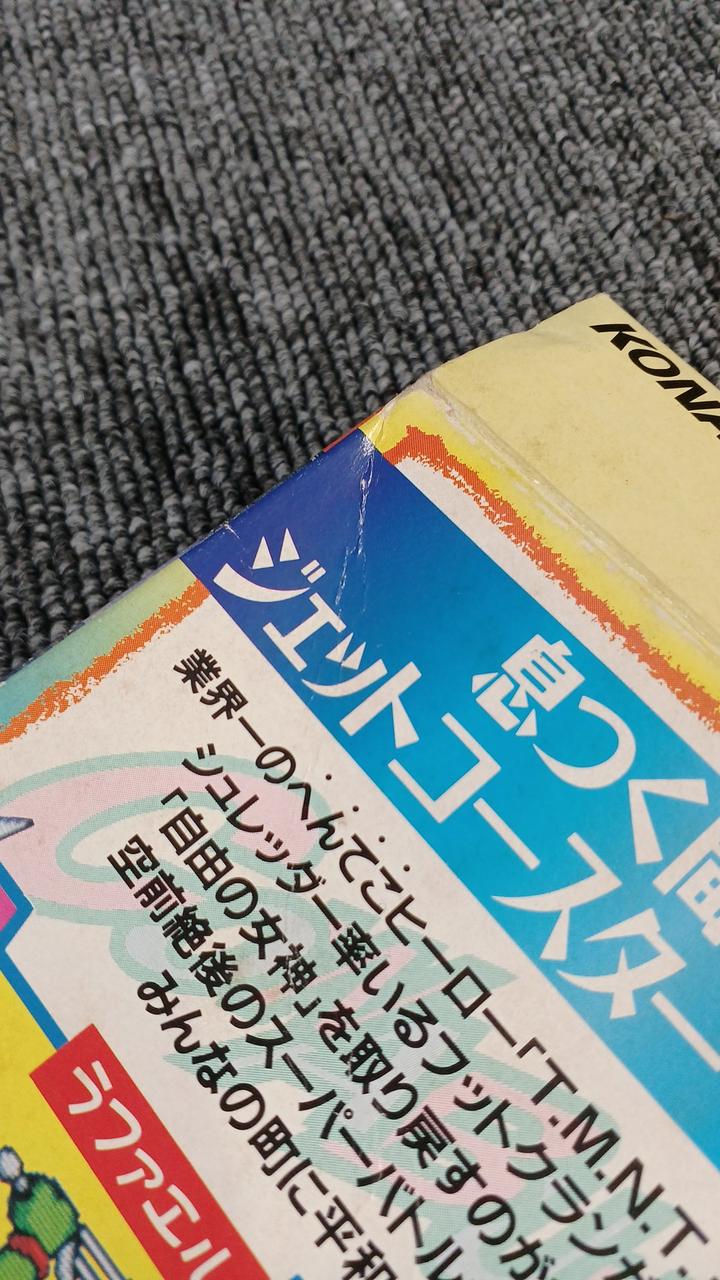 KONA
息つく間
ジェットコースター
業界一のへんてこヒーロー「T.M.N.T.
シュレッダー率いるフットクランか
「自由の女神」を取り戻すのが
空前絶後のスーパーバトル
みんなの町に平和
ラファエル